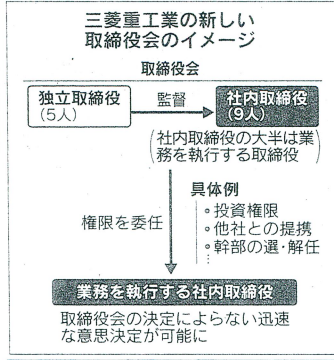 三菱重工業の新しい
取締役会のイメージ
取締役会
独立取締役
(5人)
監督
社内取締役
(9人)
(社内取締役の大半は業
務を執行する取締役)
権限を委任
具体例
・投資権限
・他社との提携
・幹部の選・解任
⋮
業務を執行する社内取締役
取締役会の決定によらない迅速
な意思決定が可能に